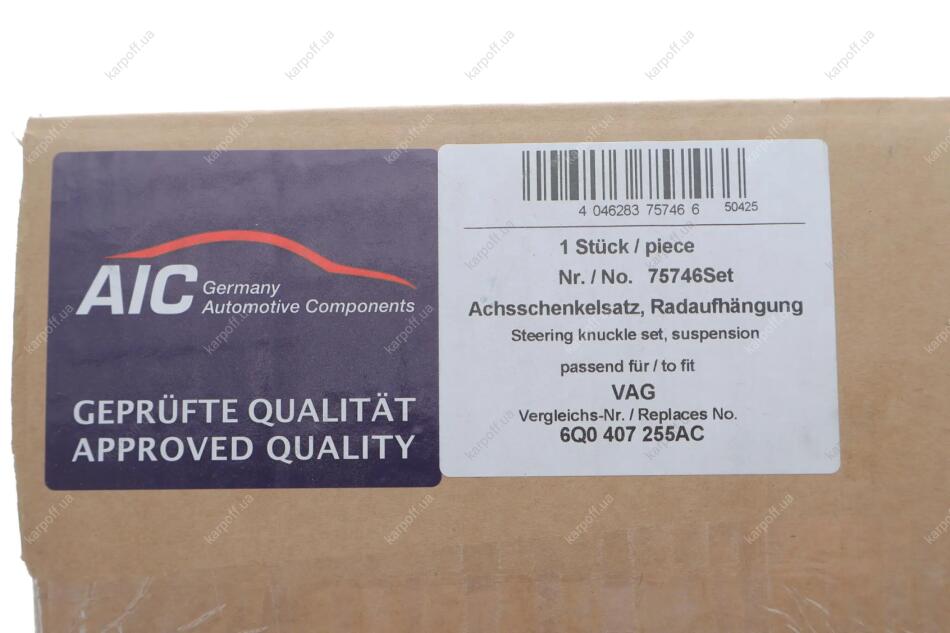 AIC Germany
Automotive Components
GEPRÜFTE QUALITÄT
APPROVED QUALITY
4 046283 75746 6 50425
1 Stück / piece
Nr. / No. 75746Set
Achsschenkelsatz, Radaufhängung
Steering knuckle set, suspension
passend für / to fit
VAG
Vergleichs-Nr. / Replaces No.
6Q0 407 255AC
karpoff.ua